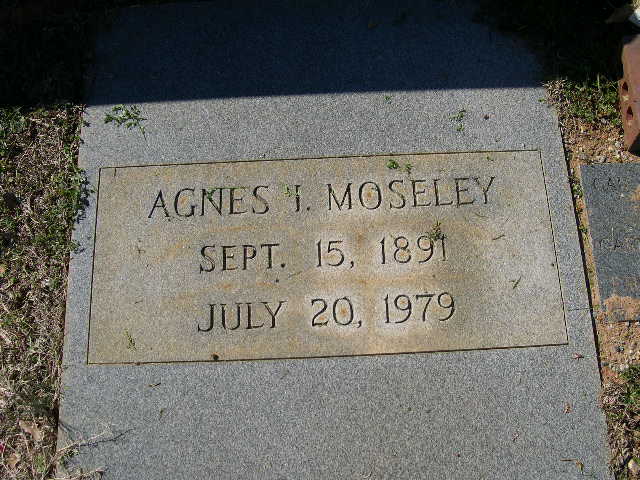 AGNES I. MOSELEY
SEPT. 15, 1891
JULY 20, 1979